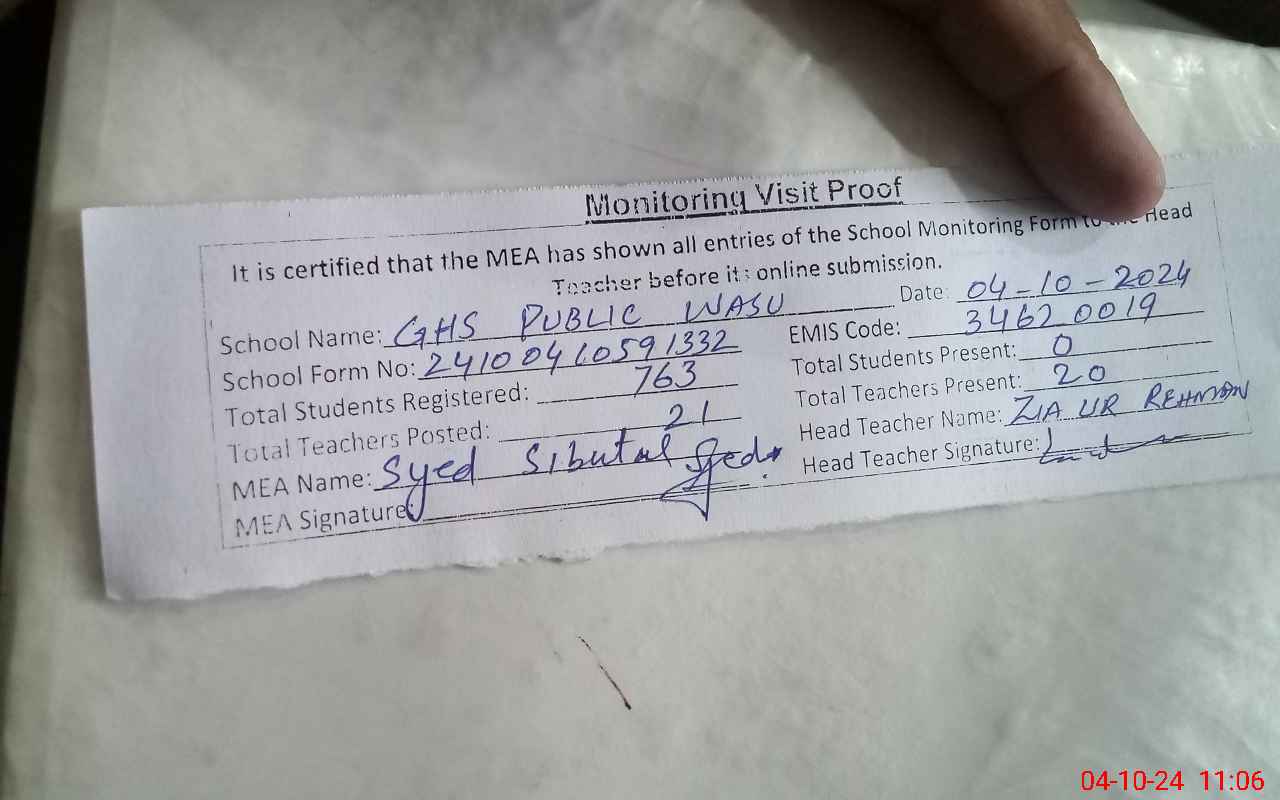 Monitoring Visit Proof
It is certified that the MEA has shown all entries of the School Monitoring Form to the Head
Teacher before its online submission.
School Name: GHS PUBLIC WASU Date: 04-10-2024
School Form No: 24100410591332 EMIS Code: 34620019
Total Students Registered: 763 Total Students Present: 0
Total Teachers Posted: 21 Total Teachers Present: 20
MEA Name: Syed Sibutal Head Teacher Name: ZIA UR REHMAN
MEA Signature: Head Teacher Signature:
04-10-24 11:06